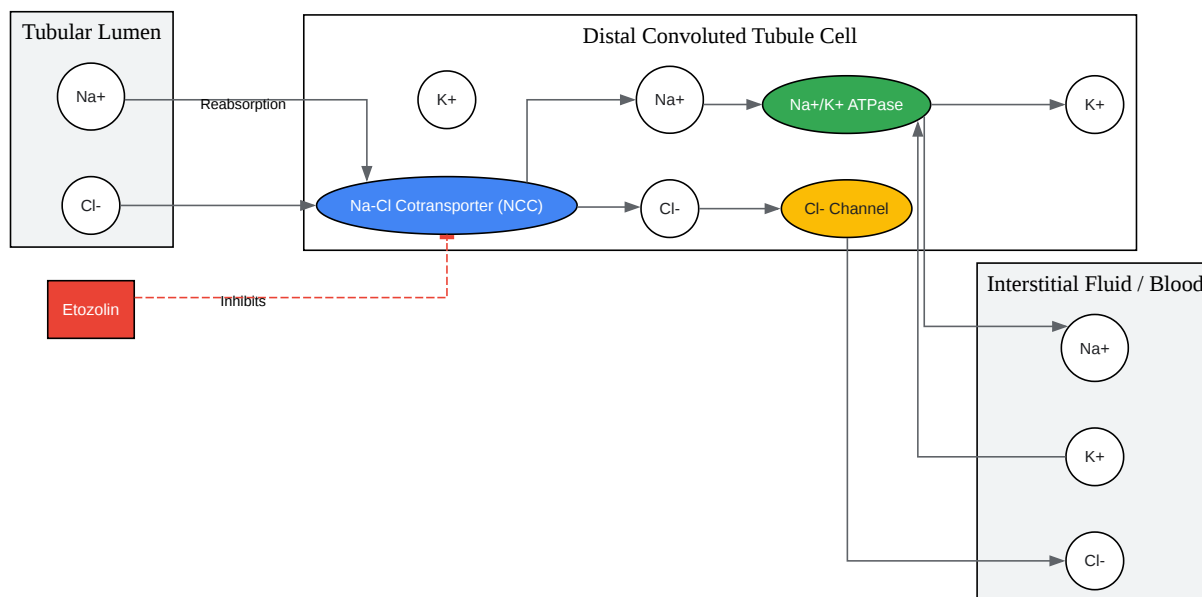 Tubular Lumen
Distal Convoluted Tubule Cell
Na+
Reabsorption
K+
Na+
Na+/K+ ATPase
K+
Cl-
Na-Cl Cotransporter (NCC)
Cl-
Cl- Channel
Etozolin
Inhibits
Interstitial Fluid / Blood
Na+
K+
Cl-